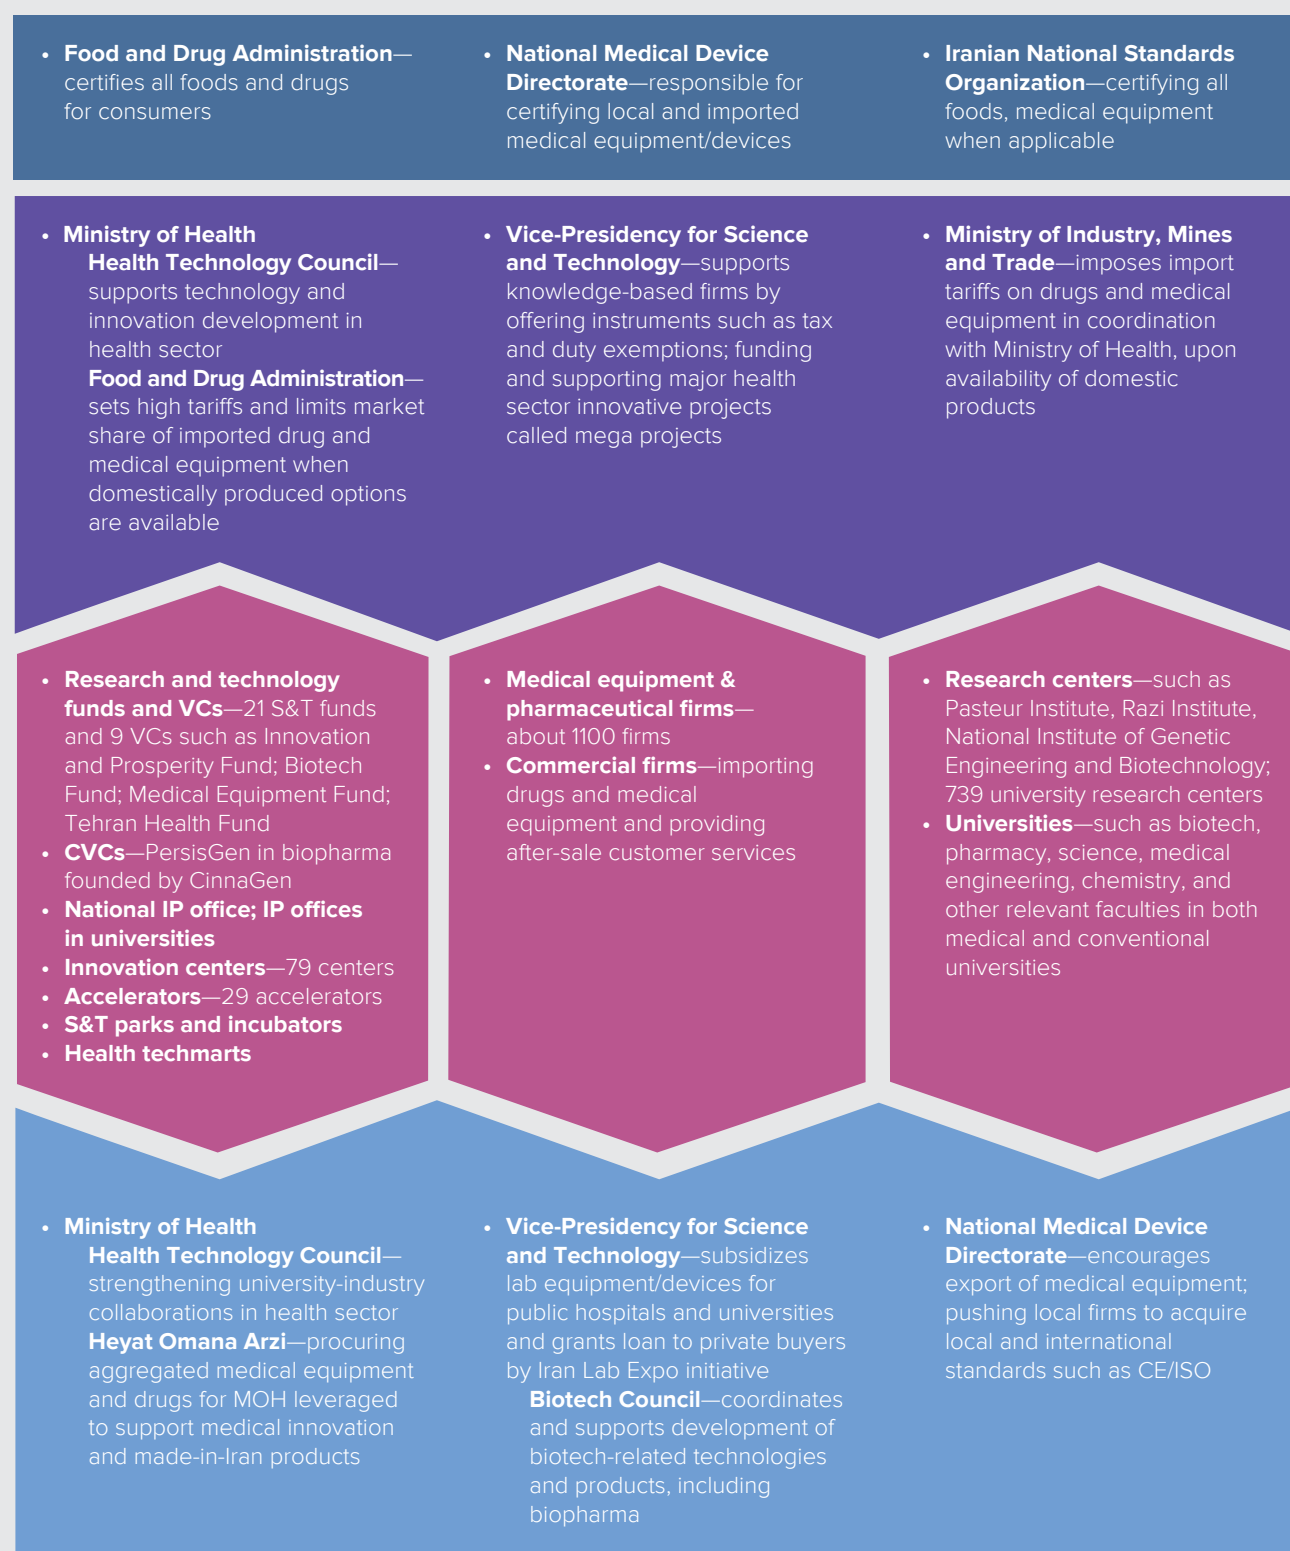 • Food and Drug Administration—
certifies all foods and drugs
for consumers
• National Medical Device
Directorate—responsible for
certifying local and imported
medical equipment/devices
• Iranian National Standards
Organization—certifying all
foods, medical equipment
when applicable
• Ministry of Health
Health Technology Council—
supports technology and
innovation development in
health sector
Food and Drug Administration—
sets high tariffs and limits market
share of imported drug and
medical equipment when
domestically produced options
are available
• Vice-Presidency for Science
and Technology—supports
knowledge-based firms by
offering instruments such as tax
and duty exemptions; funding
and supporting major health
sector innovative projects
called mega projects
• Ministry of Industry, Mines
and Trade—imposes import
tariffs on drugs and medical
equipment in coordination
with Ministry of Health, upon
availability of domestic
products
• Research and technology
funds and VCs—21 S&T funds
and 9 VCs such as Innovation
and Prosperity Fund; Biotech
Fund; Medical Equipment Fund;
Tehran Health Fund
• CVCs—PersisGen in biopharma
founded by CinnaGen
• National IP office; IP offices
in universities
• Innovation centers—79 centers
• Accelerators—29 accelerators
• S&T parks and incubators
• Health techmarts
• Medical equipment &
pharmaceutical firms—
about 1100 firms
• Commercial firms—importing
drugs and medical
equipment and providing
after-sale customer services
• Research centers—such as
Pasteur Institute, Razi Institute,
National Institute of Genetic
Engineering and Biotechnology;
739 university research centers
• Universities—such as biotech,
pharmacy, science, medical
engineering, chemistry, and
other relevant faculties in both
medical and conventional
universities
• Ministry of Health
Health Technology Council—
strengthening university-industry
collaborations in health sector
Heyat Omana Arzi—procuring
aggregated medical equipment
and drugs for MOH leveraged
to support medical innovation
and made-in-Iran products
• Vice-Presidency for Science
and Technology—subsidizes
lab equipment/devices for
public hospitals and universities
and grants loan to private buyers
by Iran Lab Expo initiative
Biotech Council—coordinates
and supports development of
biotech-related technologies
and products, including
biopharma
• National Medical Device
Directorate—encourages
export of medical equipment;
pushing local firms to acquire
local and international
standards such as CE/ISO